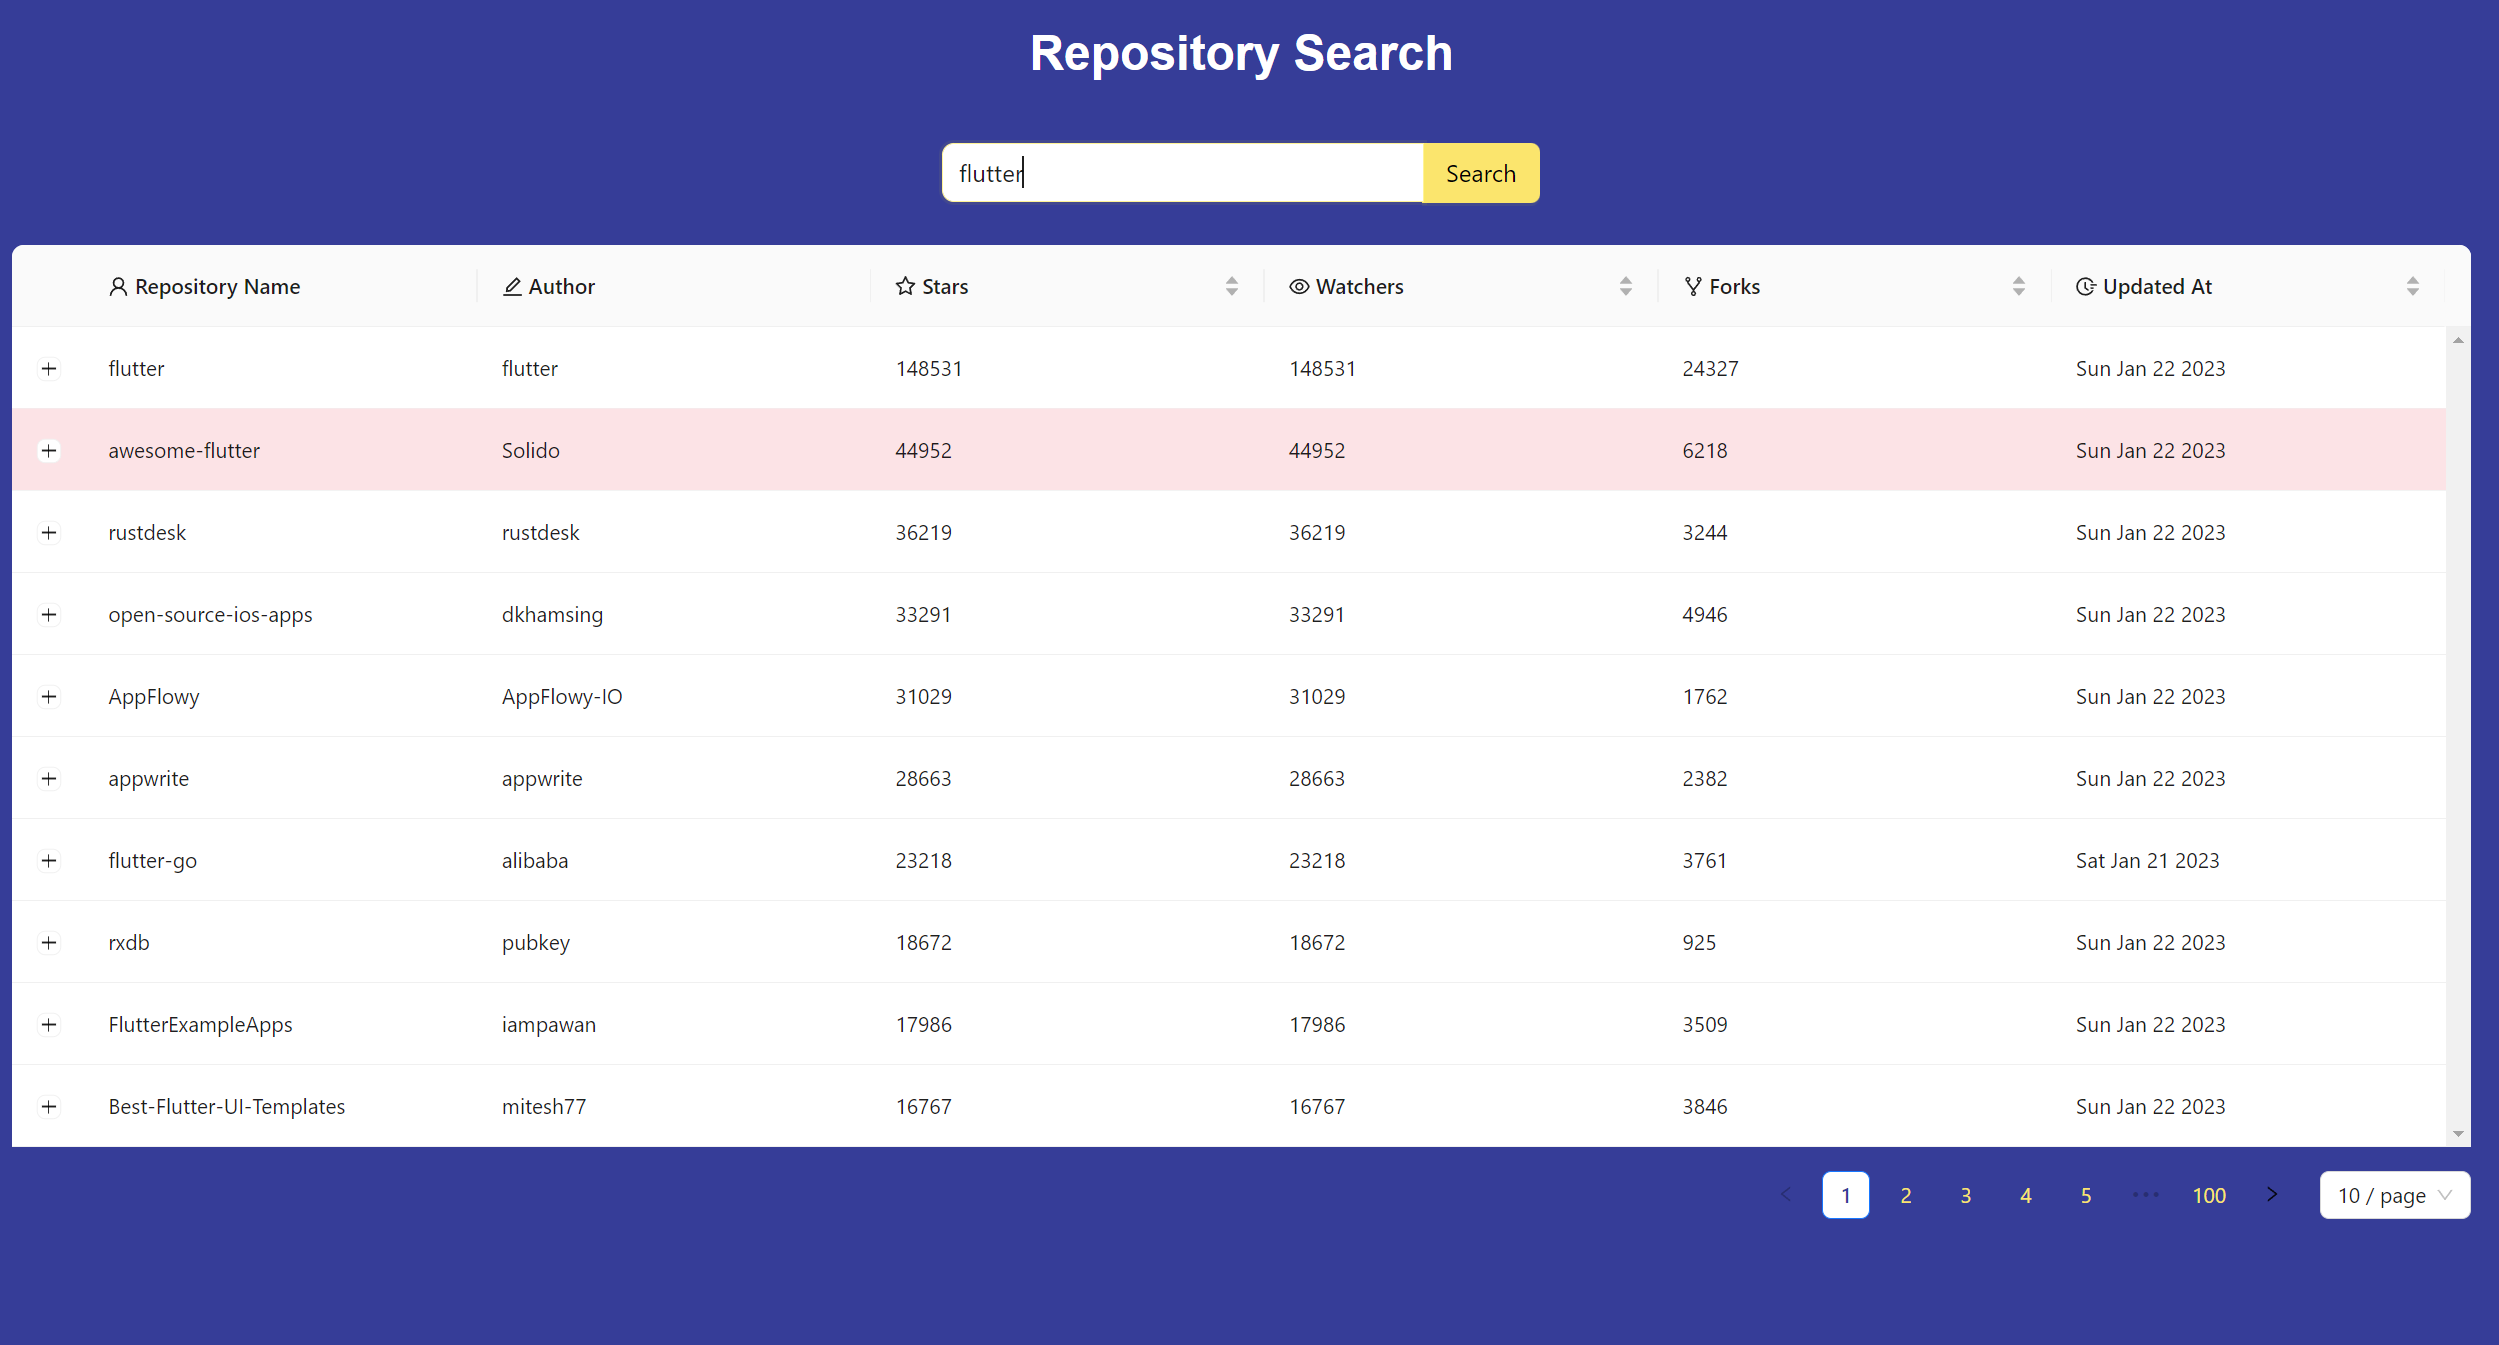 Repository Search
flutter Search
Repository Name Author Stars Watchers Forks Updated At
flutter flutter 148531 148531 24327 Sun Jan 22 2023
awesome-flutter Solido 44952 44952 6218 Sun Jan 22 2023
rustdesk rustdesk 36219 36219 3244 Sun Jan 22 2023
open-source-ios-apps dkhamsing 33291 33291 4946 Sun Jan 22 2023
AppFlowy AppFlowy-IO 31029 31029 1762 Sun Jan 22 2023
appwrite appwrite 28663 28663 2382 Sun Jan 22 2023
flutter-go alibaba 23218 23218 3761 Sat Jan 21 2023
rxdb pubkey 18672 18672 925 Sun Jan 22 2023
FlutterExampleApps iampawan 17986 17986 3509 Sun Jan 22 2023
Best-Flutter-UI-Templates mitesh77 16767 16767 3846 Sun Jan 22 2023
1 2 3 4 5 ••• 100 10 / page